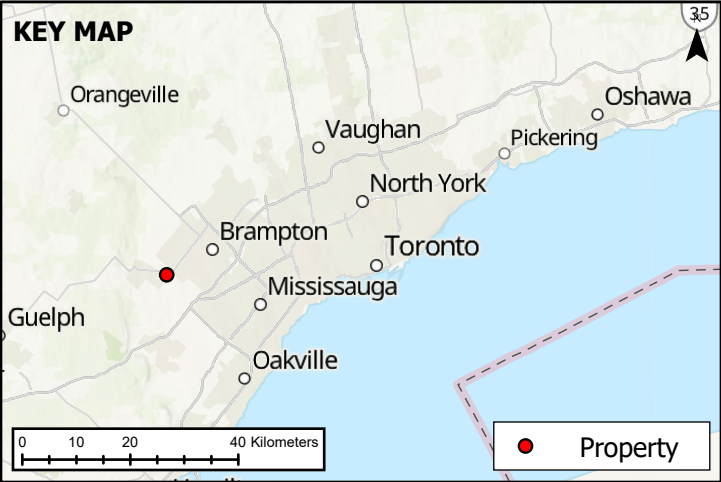 KEY MAP
35
N
Orangeville
Oshawa
Vaughan
Pickering
North York
Brampton
Toronto
Mississauga
Guelph
Oakville
0 10 20 40 Kilometers
Property